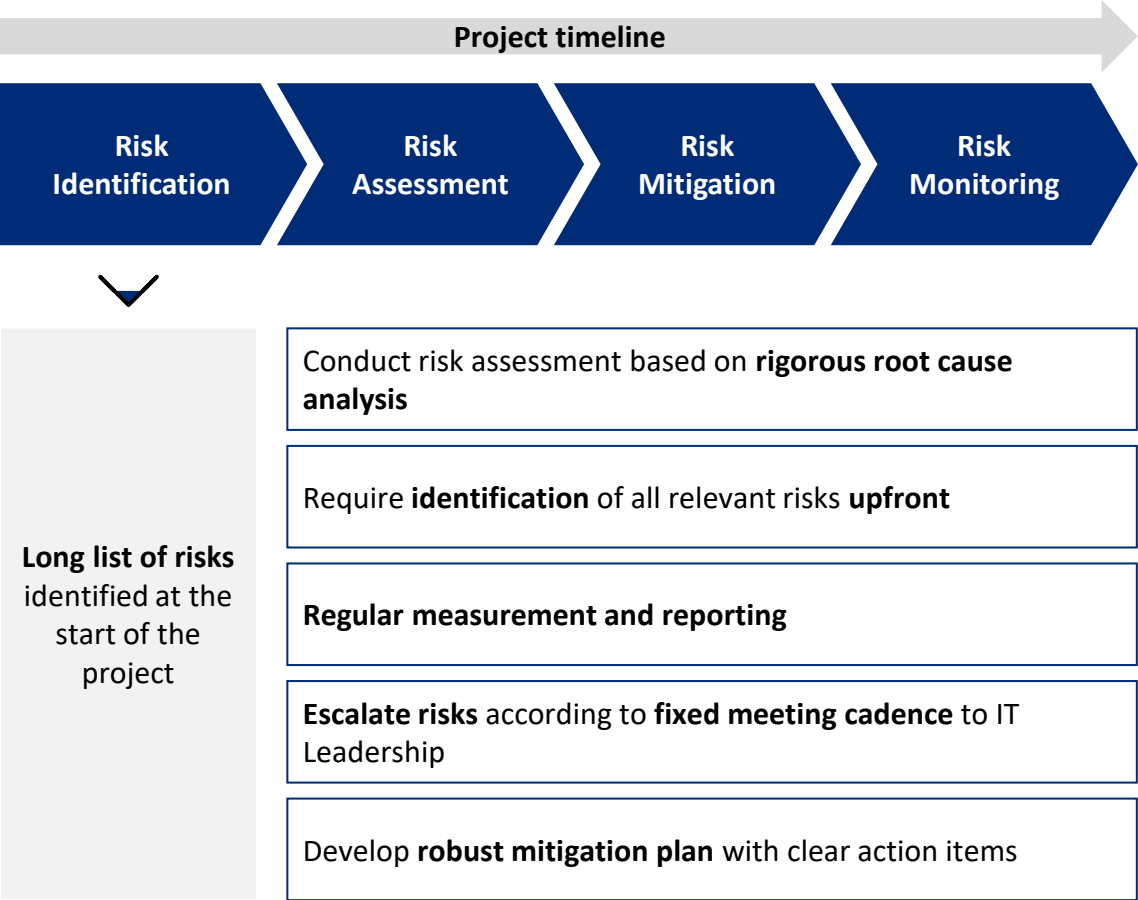 Project timeline
Risk
Identification
Risk
Assessment
Risk
Mitigation
Risk
Monitoring
Long list of risks
identified at the
start of the
project
Conduct risk assessment based on rigorous root cause
analysis
Require identification of all relevant risks upfront
Regular measurement and reporting
Escalate risks according to fixed meeting cadence to IT
Leadership
Develop robust mitigation plan with clear action items